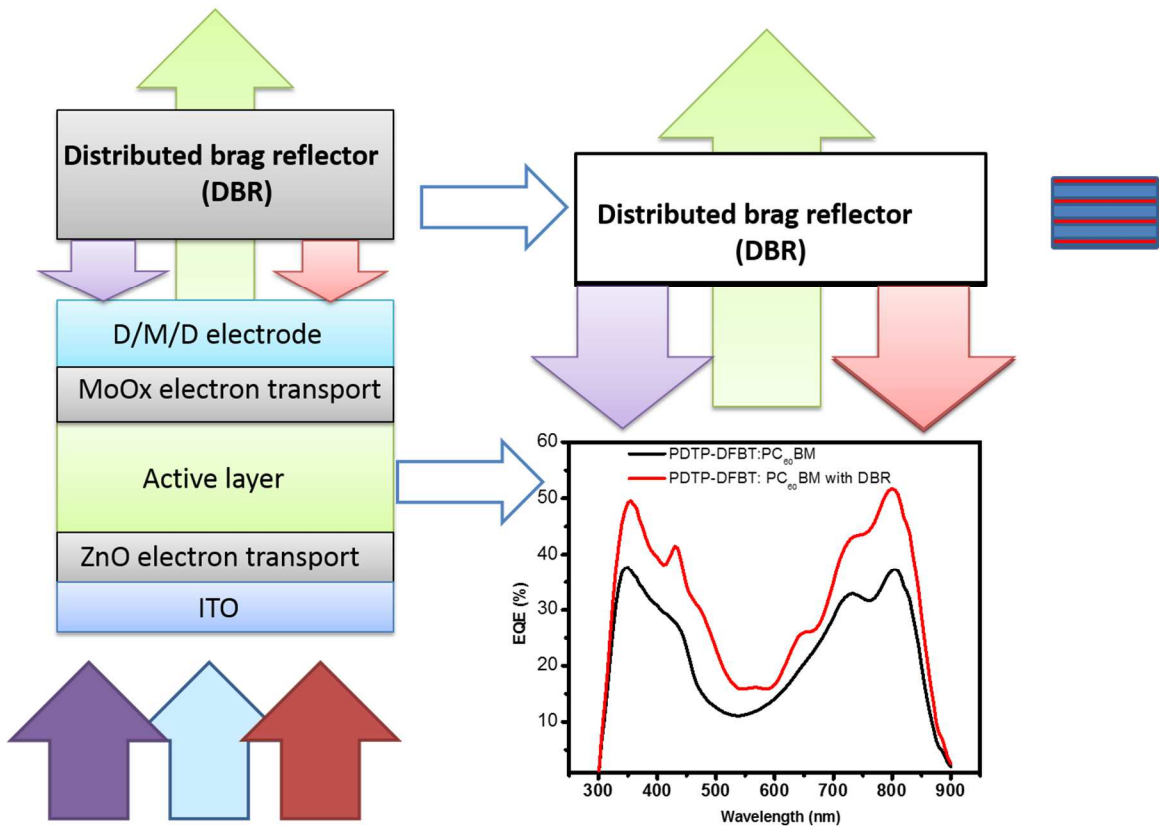 Distributed brag reflector
(DBR)
D/M/D electrode
MoOx electron transport
Active layer
ZnO electron transport
ITO
Distributed brag reflector
(DBR)
PDTP-DFBT:PC60BM
PDTP-DFBT: PC60BM with DBR
EQE (%)
60
50
40
30
20
10
300 400 500 600 700 800 900
Wavelength (nm)